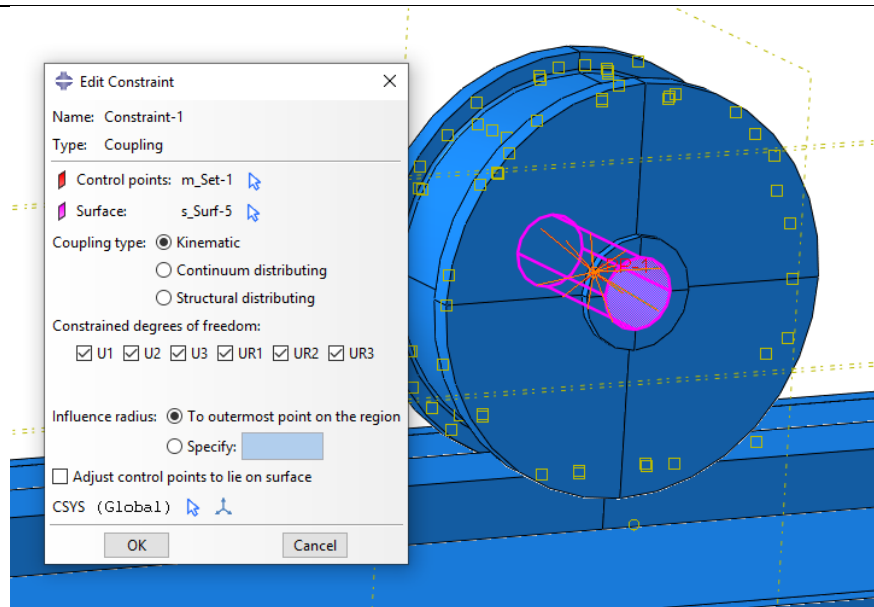 Edit Constraint
Name: Constraint-1
Type: Coupling
Control points: m_Set-1
Surface: s_Surf-5
Coupling type: Kinematic
Continuum distributing
Structural distributing
Constrained degrees of freedom:
U1 U2 U3 UR1 UR2 UR3
Influence radius: To outermost point on the region
Specify:
Adjust control points to lie on surface
CSYS (Global)
OK Cancel